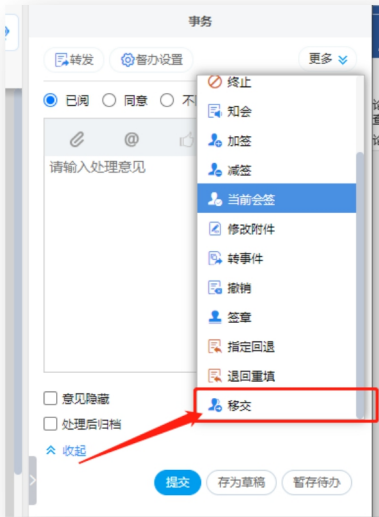 事务
转发 督办设置 更多
已阅 同意 不
@
请输入处理意见
终止
知会
加签
减签
当前会签
修改附件
转事件
撤销
签章
指定回退
退回重填
移交
意见隐藏
处理后归档
收起
提交 存为草稿 暂存待办